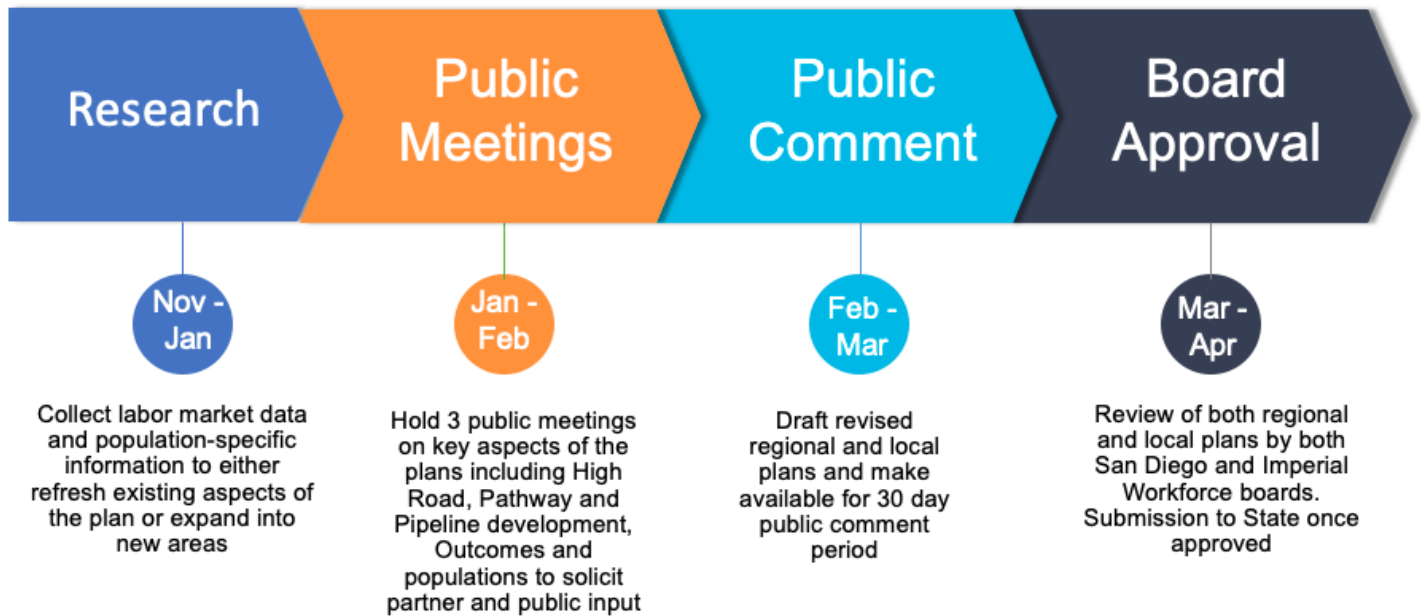 Research
Public
Meetings
Public
Comment
Board
Approval
Nov -
Jan
Jan -
Feb
Feb -
Mar
Mar -
Apr
Collect labor market data
and population-specific
information to either
refresh existing aspects of
the plan or expand into
new areas
Hold 3 public meetings
on key aspects of the
plans including High
Road, Pathway and
Pipeline development,
Outcomes and
populations to solicit
partner and public input
Draft revised
regional and local
plans and make
available for 30 day
public comment
period
Review of both regional
and local plans by both
San Diego and Imperial
Workforce boards.
Submission to State once
approved